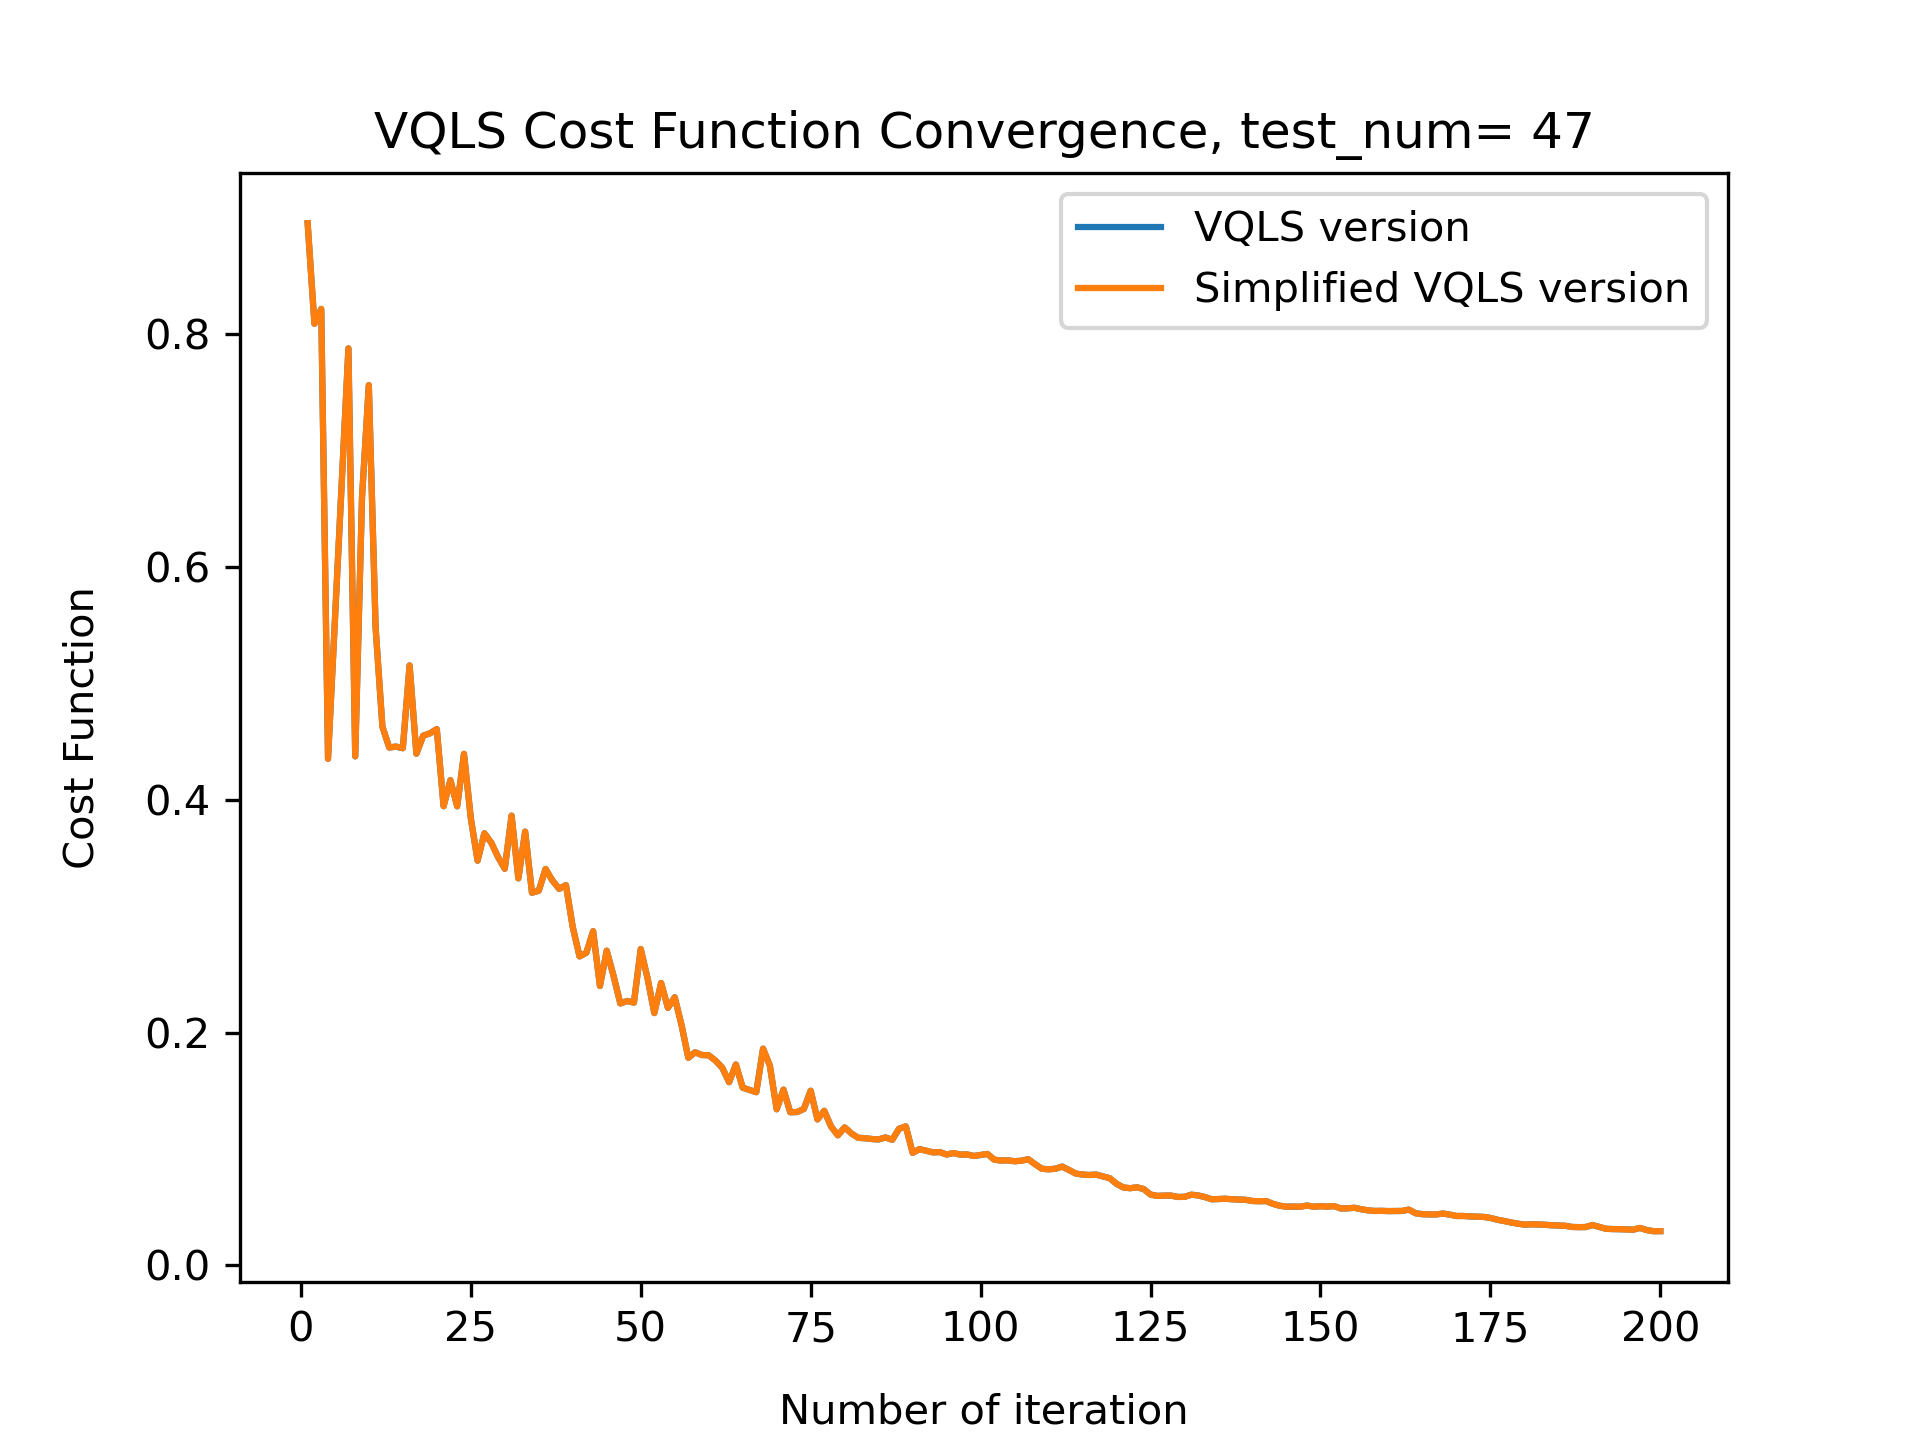 VQLS Cost Function Convergence, test_num= 47
VQLS version
Simplified VQLS version
Cost Function
0.8
0.6
0.4
0.2
0.0
0 25 50 75 100 125 150 175 200
Number of iteration